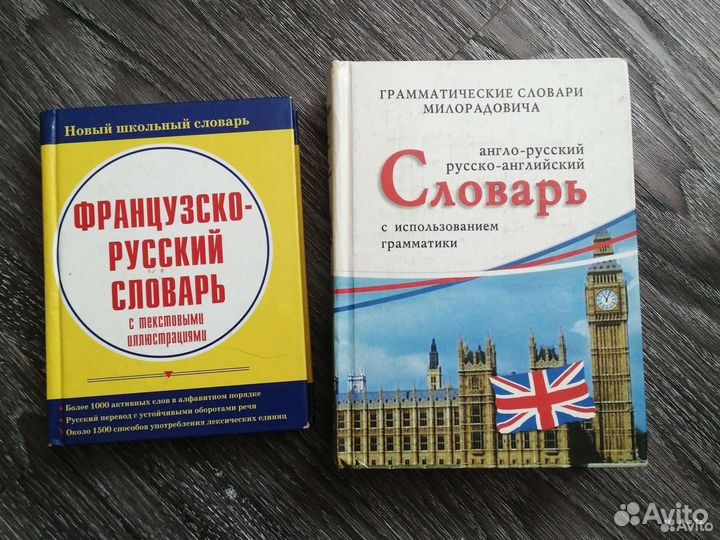 Новый школьный словарь
ФРАНЦУЗСКО-
РУССКИЙ
СЛОВАРЬ
с текстовыми
иллюстрациями
• Более 1000 активных слов в алфавитном порядке
• Русский перевод с устойчивыми оборотами речи
• Около 1500 способов употребления лексических единиц
ГРАММАТИЧЕСКИЕ СЛОВАРИ
МИЛОРАДОВИЧА
англо-русский
русско-английский
Словарь
с использованием
грамматики
Avito